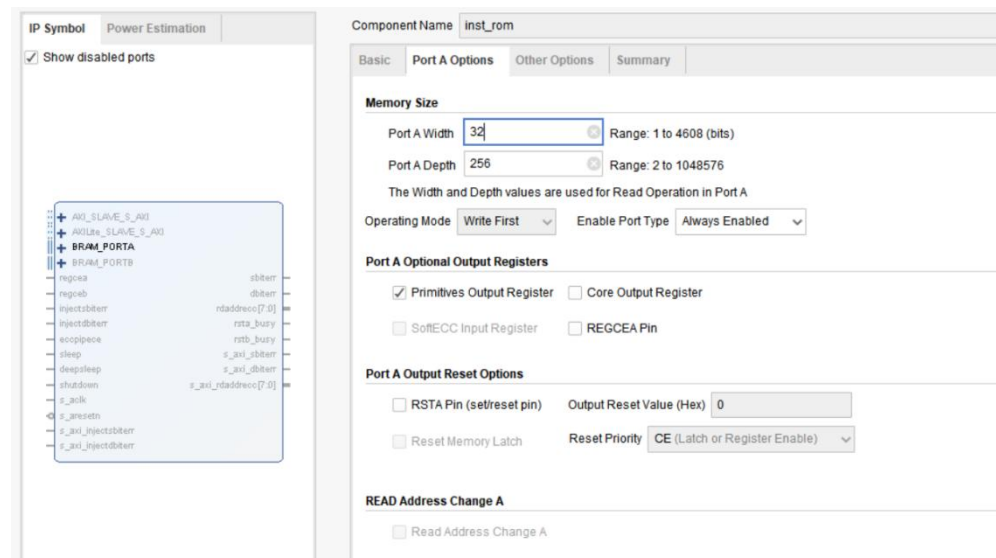 IP Symbol Power Estimation
Show disabled ports
AXI_SLAVE_S_AXI
AXILite_SLAVE_S_AXI
BRAM_PORTA
BRAM_PORTB
regcea sbiterr
regceb dbiterr
injectsbiterr rdaddrecc[7:0]
injectdbiterr rsta_busy
eccpipece rstb_busy
sleep s_axi_sbiterr
deepsleep s_axi_dbiterr
shutdown s_axi_rdaddrecc[7:0]
s_aclk
s_aresetn
s_axi_injectsbiterr
s_axi_injectdbiterr
Component Name inst_rom
Basic Port A Options Other Options Summary
Memory Size
Port A Width 32 Range: 1 to 4608 (bits)
Port A Depth 256 Range: 2 to 1048576
The Width and Depth values are used for Read Operation in Port A
Operating Mode Write First Enable Port Type Always Enabled
Port A Optional Output Registers
Primitives Output Register Core Output Register
SoftECC Input Register REGCEA Pin
Port A Output Reset Options
RSTA Pin (set/reset pin) Output Reset Value (Hex) 0
Reset Memory Latch Reset Priority CE (Latch or Register Enable)
READ Address Change A
Read Address Change A